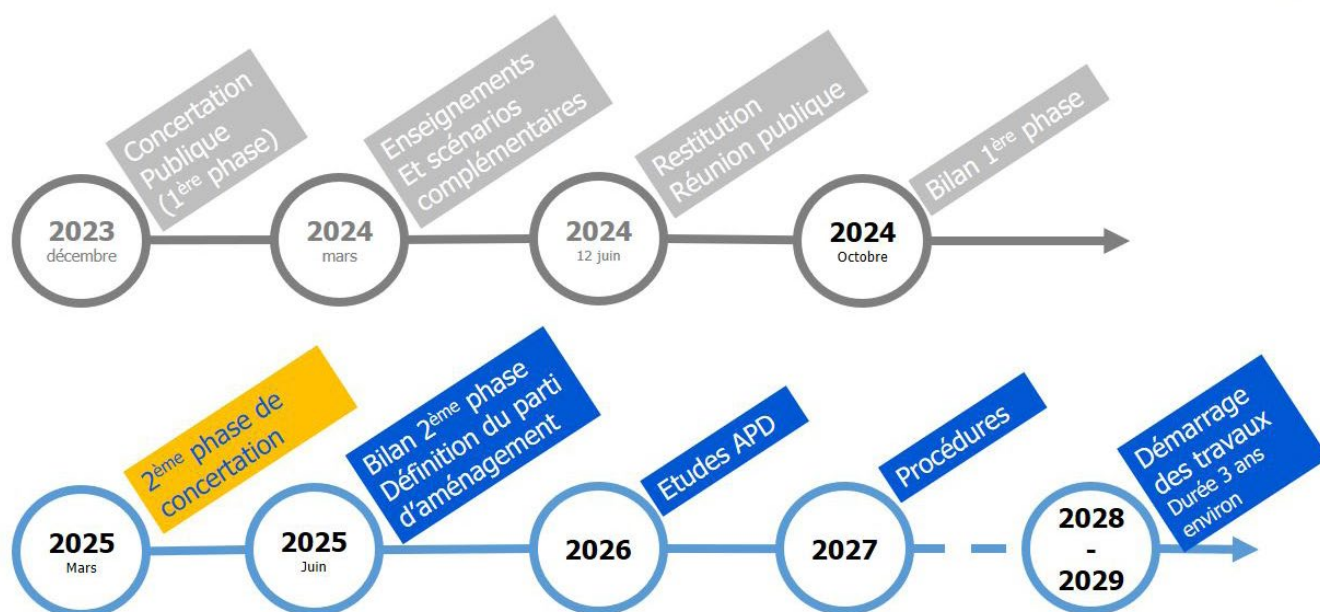 Concertation
Publique
(1ère phase)
2023
décembre
Enseignements
Et scénarios
complémentaires
2024
mars
Restitution
Réunion publique
2024
12 juin
Bilan 1ère phase
2024
Octobre
2ème phase de
concertation
2025
Mars
Bilan 2ème phase
Définition du parti
d'aménagement
2025
Juin
Etudes APD
2026
Procédures
2027
Démarrage
des travaux
Durée 3 ans
environ
2028
-
2029